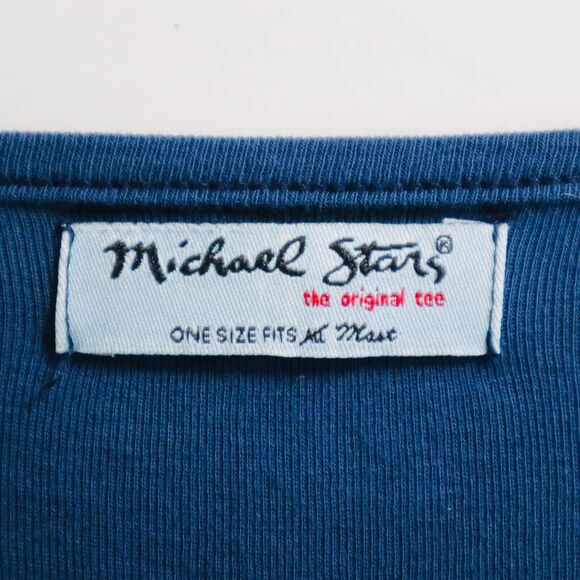 Michael Stars®
the original tee
ONE SIZE FITS All Most